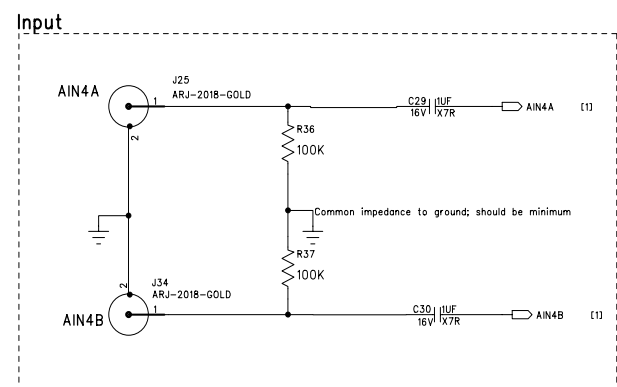 Input
AIN4A
J25
ARJ-2018-GOLD
1
2
C29 1UF
16V X7R
AIN4A [1]
R36
100K
Common impedance to ground; should be minimum
R37
100K
2
J34
ARJ-2018-GOLD
1
AIN4B
C30 1UF
16V X7R
AIN4B [1]